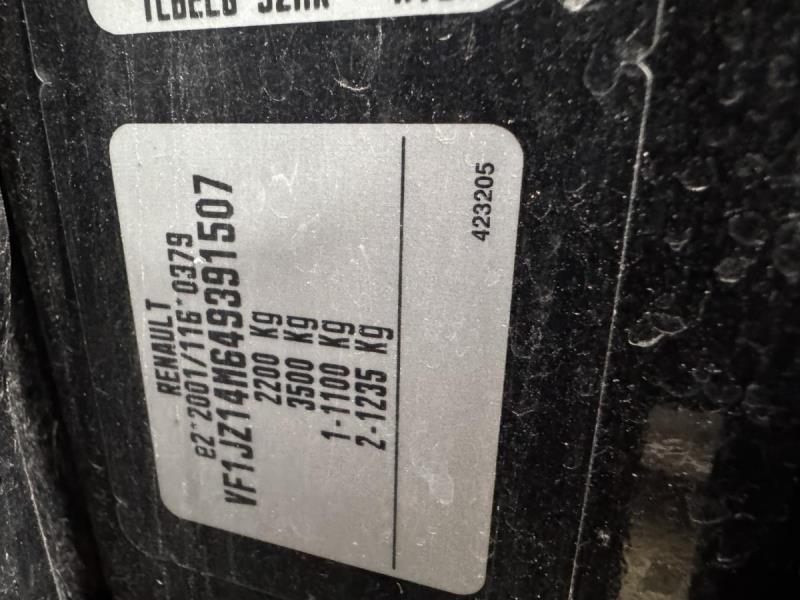 RENAULT
e2*2001/116*0379
VF1JZ14M649391507
2200 Kg
3500 Kg
1-1100 Kg
2-1235 Kg
423205